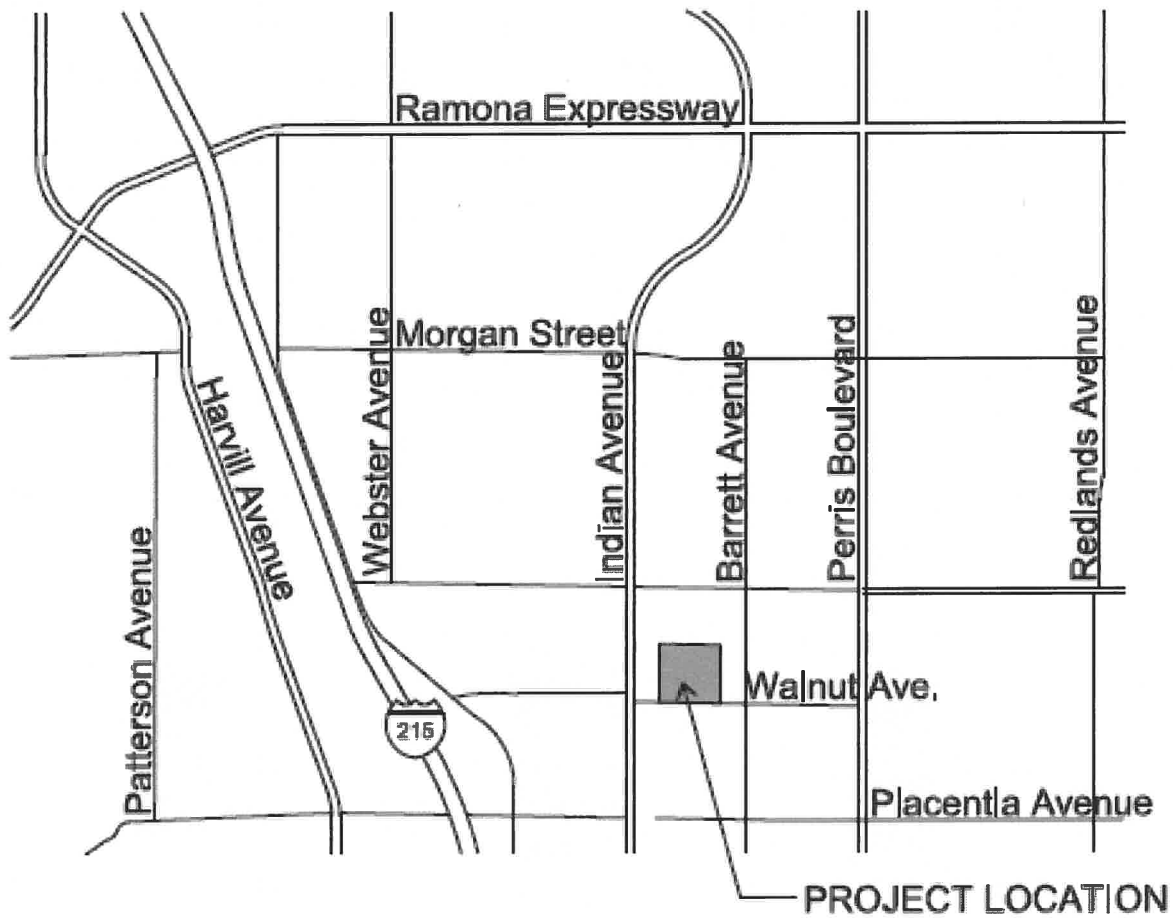 Ramona Expressway
Morgan Street
Harvill Avenue
Webster Avenue
Indian Avenue
Barrett Avenue
Perris Boulevard
Redlands Avenue
Patterson Avenue
Walnut Ave.
215
Placentia Avenue
PROJECT LOCATION